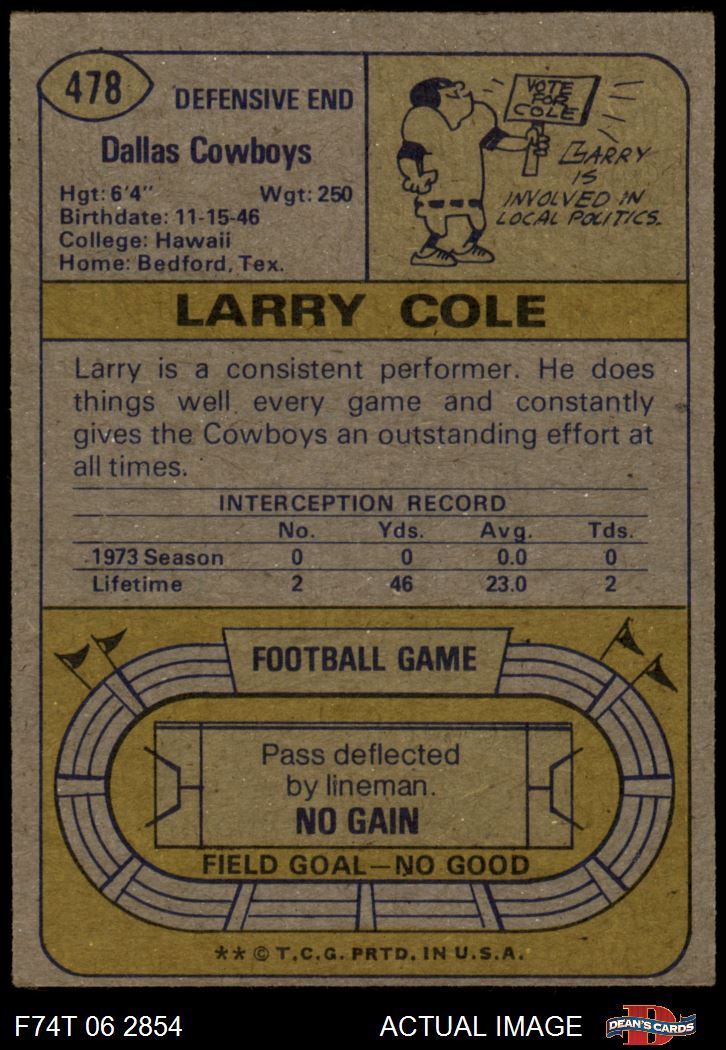 478
DEFENSIVE END
Dallas Cowboys
Hgt: 6'4" Wgt: 250
Birthdate: 11-15-46
College: Hawaii
Home: Bedford, Tex.
VOTE
FOR
COLE
LARRY
IS
INVOLVED IN
LOCAL POLITICS.
LARRY COLE
Larry is a consistent performer. He does
things well every game and constantly
gives the Cowboys an outstanding effort at
all times.
INTERCEPTION RECORD
No. Yds. Avg. Tds.
1973 Season 0 0 0.0 0
Lifetime 2 46 23.0 2
FOOTBALL GAME
Pass deflected
by lineman.
NO GAIN
FIELD GOAL—NO GOOD
** © T.C.G. PRTD. IN U.S.A.
F74T 06 2854 ACTUAL IMAGE
DEAN'S CARDS